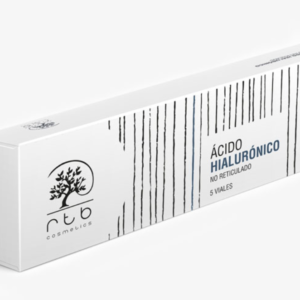 rtb
cosmetics
ÁCIDO
HIALURÓNICO
NO RETICULADO
5 VIALES